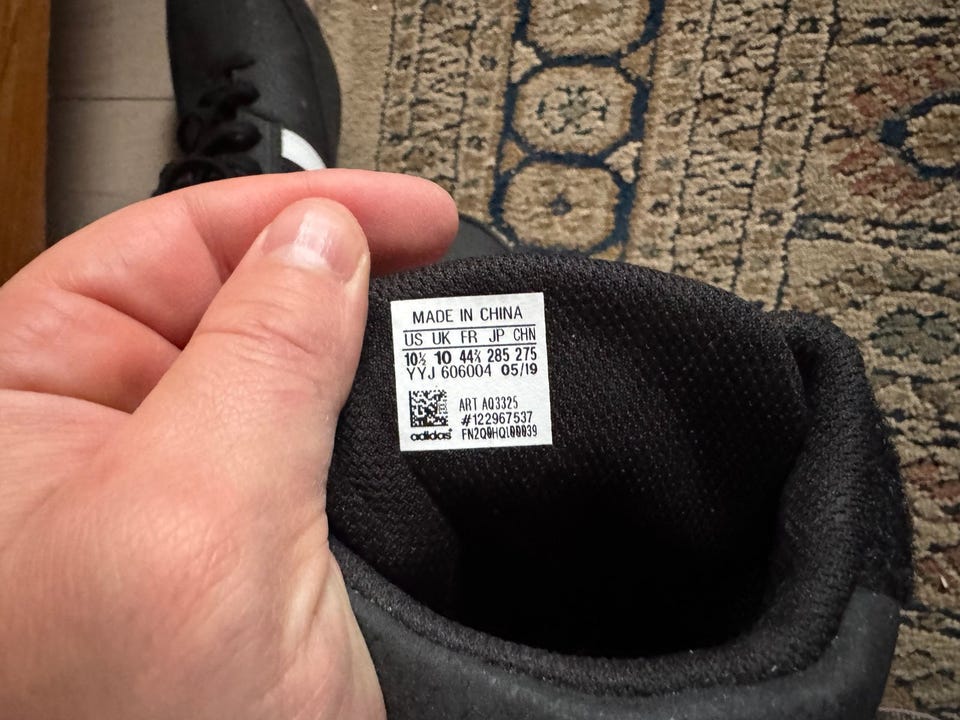 MADE IN CHINA
US UK FR JP CHN
10½ 10 44⅔ 285 275
YYJ 606004 05/19
ART AQ3325
#122967537
adidas FN2Q0HQL00039